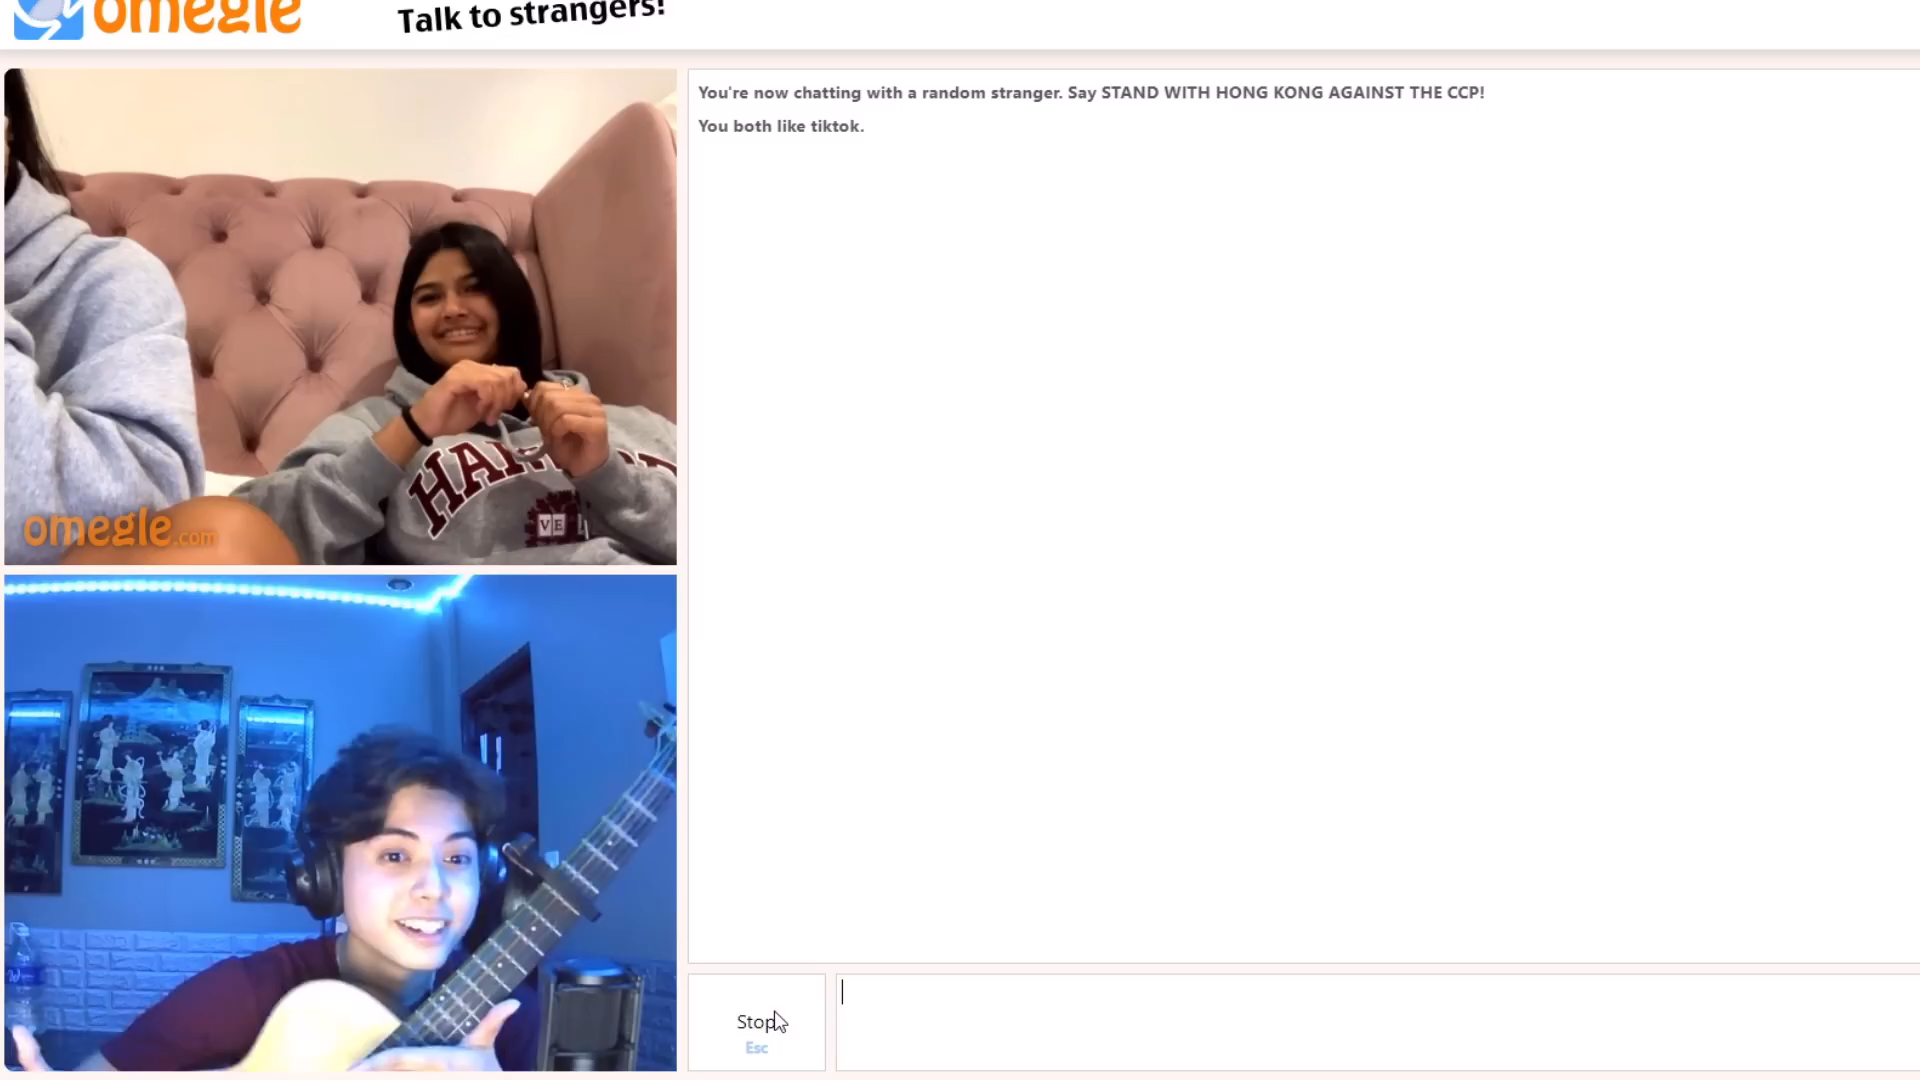 omegle
Talk to strangers!
You're now chatting with a random stranger. Say STAND WITH HONG KONG AGAINST THE CCP!
You both like tiktok.
VE
omegle.com
Stop
Esc